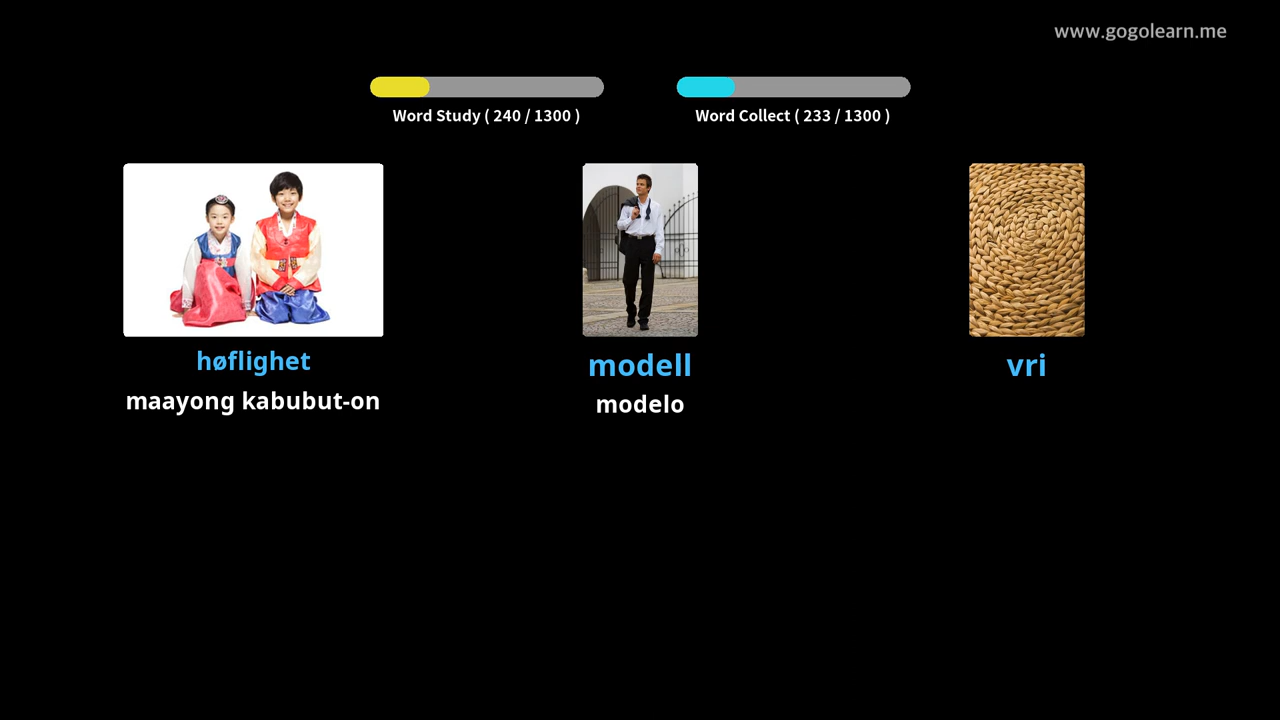 www.gogolearn.me
Word Study ( 240 / 1300 )
Word Collect ( 233 / 1300 )
høflighet
maayong kabubut-on
modell
modelo
vri